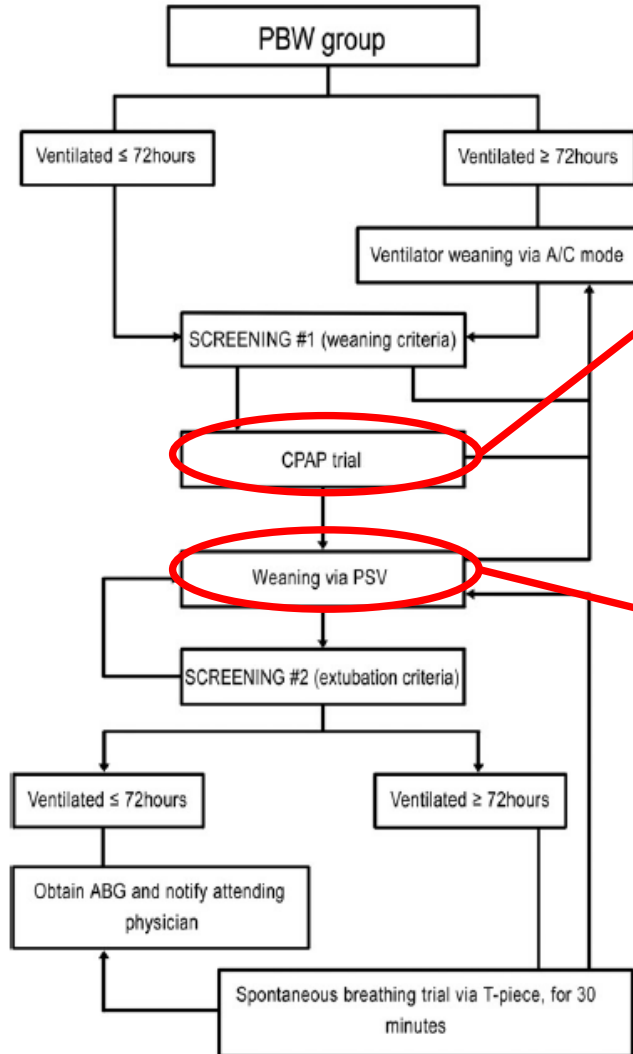 PBW group
Ventilated ≤ 72hours
Ventilated ≥ 72hours
Ventilator weaning via A/C mode
SCREENING #1 (weaning criteria)
CPAP trial
Weaning via PSV
SCREENING #2 (extubation criteria)
Ventilated ≤ 72hours
Ventilated ≥ 72hours
Obtain ABG and notify attending
physician
Spontaneous breathing trial via T-piece, for 30
minutes